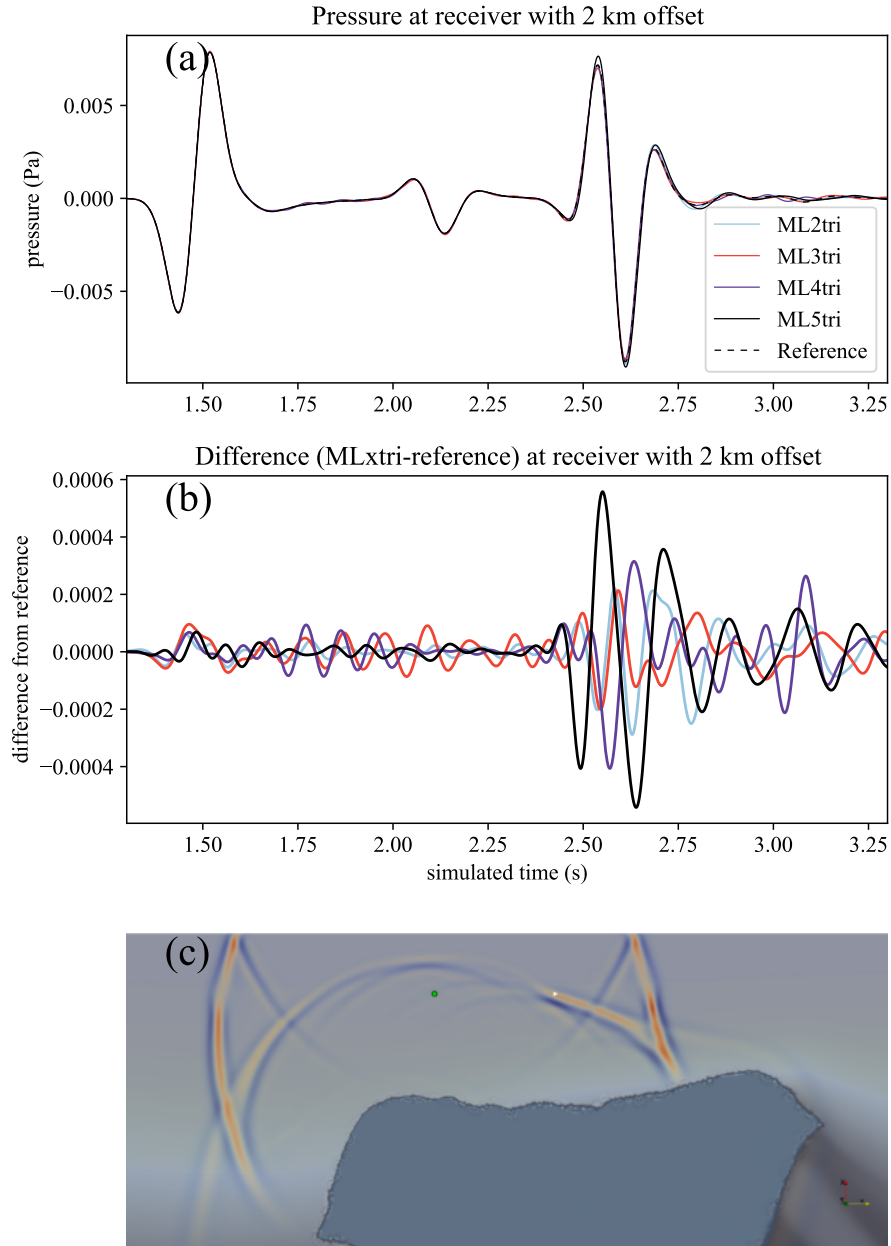 Pressure at receiver with 2 km offset
(a)
0.005
0.000
−0.005
pressure (Pa)
ML2tri
ML3tri
ML4tri
ML5tri
Reference
1.50 1.75 2.00 2.25 2.50 2.75 3.00 3.25
Difference (MLxtri-reference) at receiver with 2 km offset
(b)
0.0006
0.0004
0.0002
0.0000
−0.0002
−0.0004
difference from reference
1.50 1.75 2.00 2.25 2.50 2.75 3.00 3.25
simulated time (s)
(c)